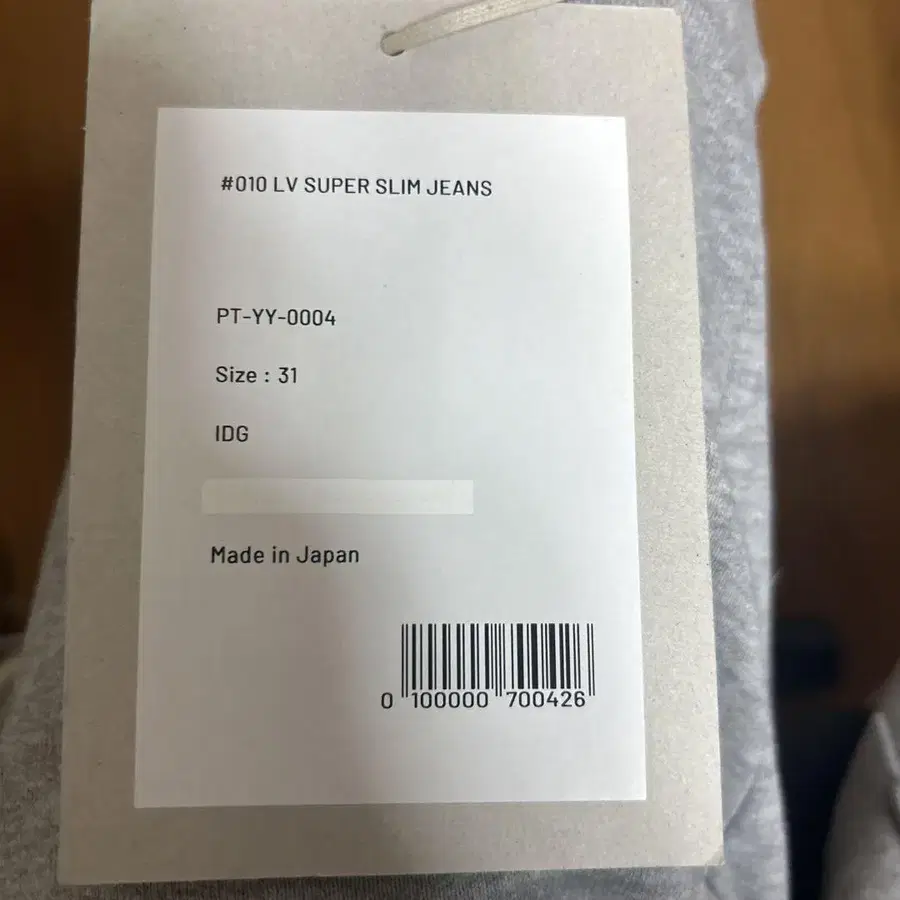 #010 LV SUPER SLIM JEANS
PT-YY-0004
Size : 31
IDG
Made in Japan
0 100000 700426